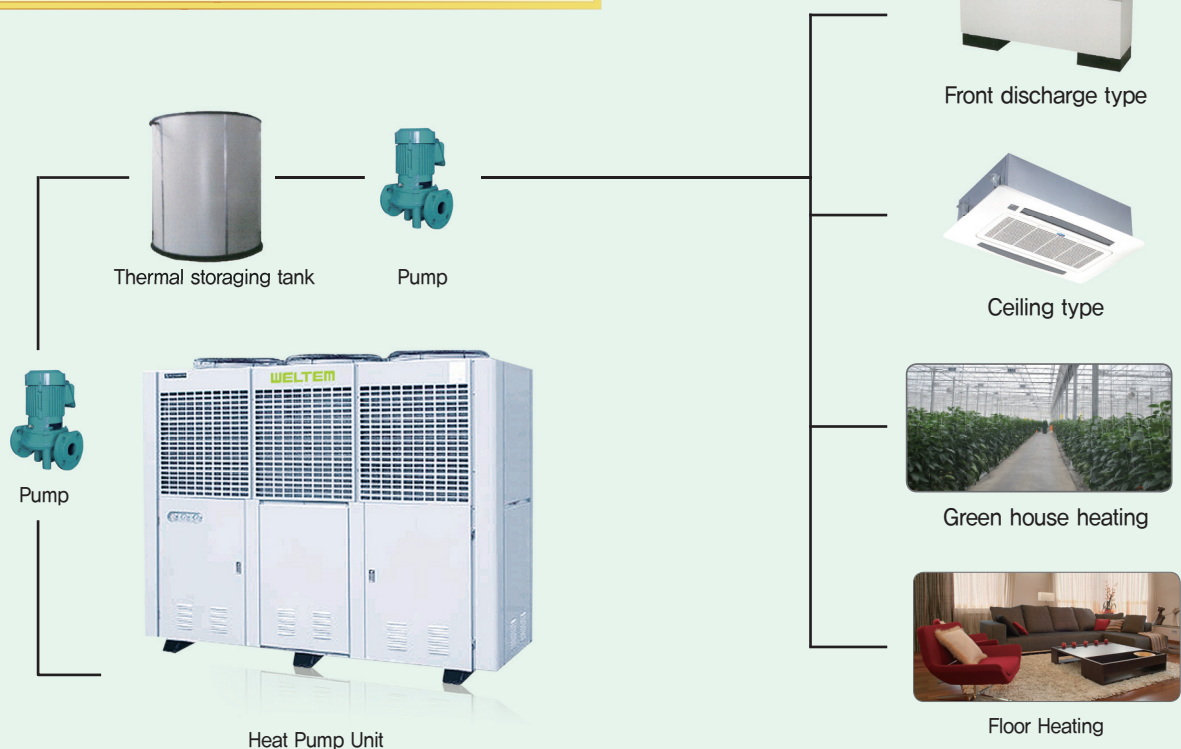 Front discharge type
Thermal storaging tank
Pump
Ceiling type
WELTEM
Pump
Green house heating
Floor Heating
Heat Pump Unit